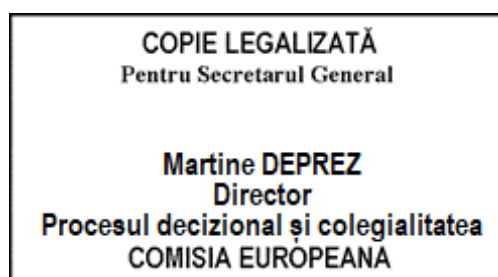 COPIE LEGALIZATĂ
Pentru Secretarul General
Martine DEPREZ
Director
Procesul decizional și colegialitatea
COMISIA EUROPEANA